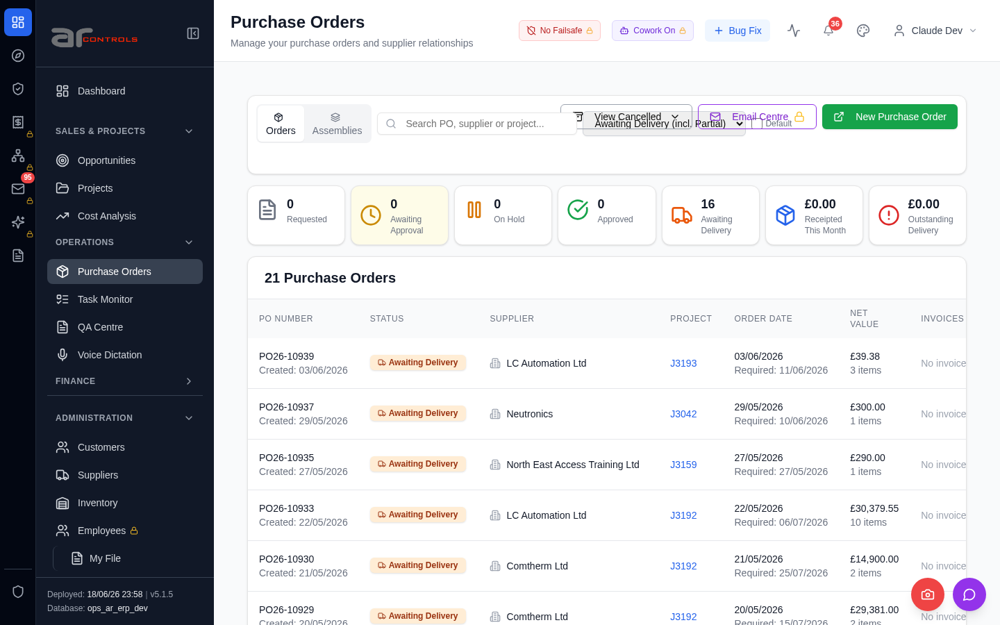 ar CONTROLS
Purchase Orders
Manage your purchase orders and supplier relationships
No Failsafe
Cowork On
Bug Fix
36
Claude Dev
95
Dashboard
SALES & PROJECTS
Opportunities
Projects
Cost Analysis
OPERATIONS
Purchase Orders
Task Monitor
QA Centre
Voice Dictation
FINANCE
ADMINISTRATION
Customers
Suppliers
Inventory
Employees
My File
Deployed: 18/06/26 23:58 | v5.1.5
Database: ops_ar_erp_dev
Orders
Assemblies
Search PO, supplier or project...
View Cancelled
Awaiting Delivery (incl. Partial)
Email Centre
Default
New Purchase Order
0
Requested
0
Awaiting
Approval
0
On Hold
0
Approved
16
Awaiting
Delivery
£0.00
Receipted
This Month
£0.00
Outstanding
Delivery
21 Purchase Orders
PO NUMBER STATUS SUPPLIER PROJECT ORDER DATE NET VALUE INVOICES
PO26-10939 Awaiting Delivery LC Automation Ltd J3193 03/06/2026 £39.38 No invoice
Created: 03/06/2026 Required: 11/06/2026 3 items
PO26-10937 Awaiting Delivery Neutronics J3042 29/05/2026 £300.00 No invoice
Created: 29/05/2026 Required: 10/06/2026 1 items
PO26-10935 Awaiting Delivery North East Access Training Ltd J3159 27/05/2026 £290.00 No invoice
Created: 27/05/2026 Required: 27/05/2026 1 items
PO26-10933 Awaiting Delivery LC Automation Ltd J3192 22/05/2026 £30,379.55 No invoice
Created: 22/05/2026 Required: 06/07/2026 10 items
PO26-10930 Awaiting Delivery Comtherm Ltd J3192 21/05/2026 £14,900.00 No invoice
Created: 21/05/2026 Required: 25/07/2026 2 items
PO26-10929 Awaiting Delivery Comtherm Ltd J3192 20/05/2026 £29,381.00 No invoice
Created: 20/05/2026 Required: 15/07/2026 2 items